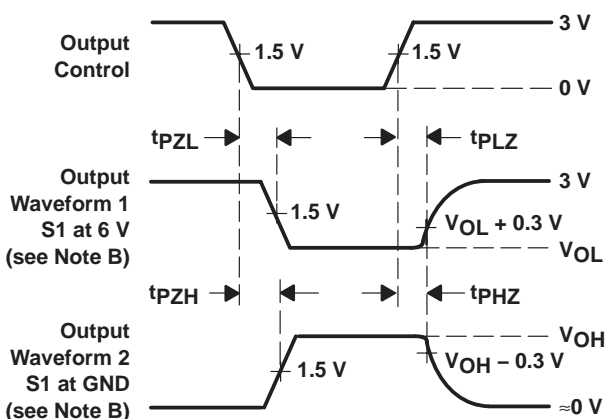 Output
Control
1.5 V
1.5 V
3 V
0 V
tPZL
tPLZ
Output
Waveform 1
S1 at 6 V
(see Note B)
1.5 V
3 V
VOL + 0.3 V
VOL
tPZH
tPHZ
Output
Waveform 2
S1 at GND
(see Note B)
1.5 V
VOH
VOH – 0.3 V
≈0 V